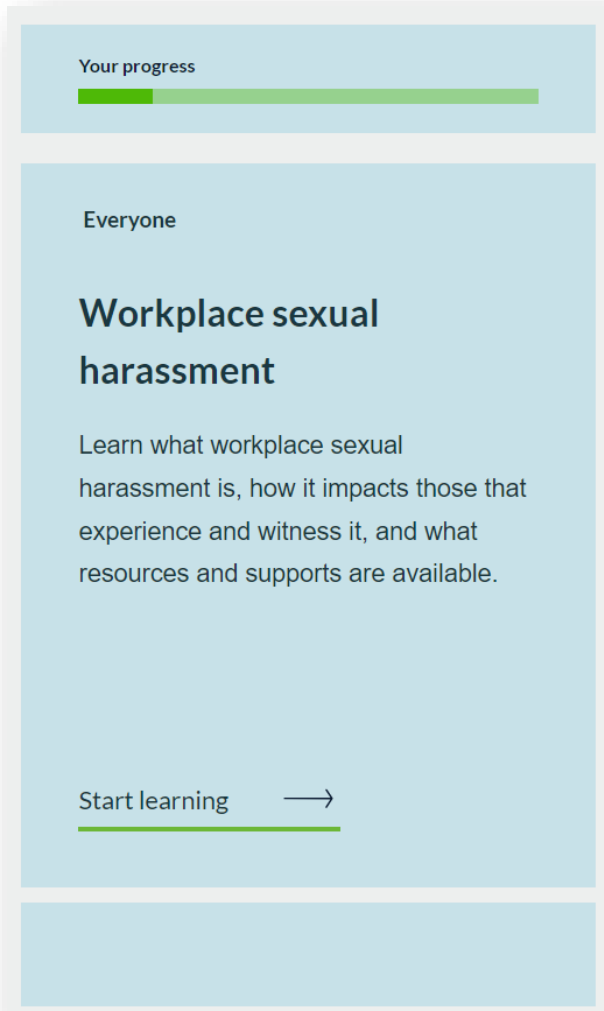 Your progress
Everyone
Workplace sexual
harassment
Learn what workplace sexual
harassment is, how it impacts those that
experience and witness it, and what
resources and supports are available.
Start learning